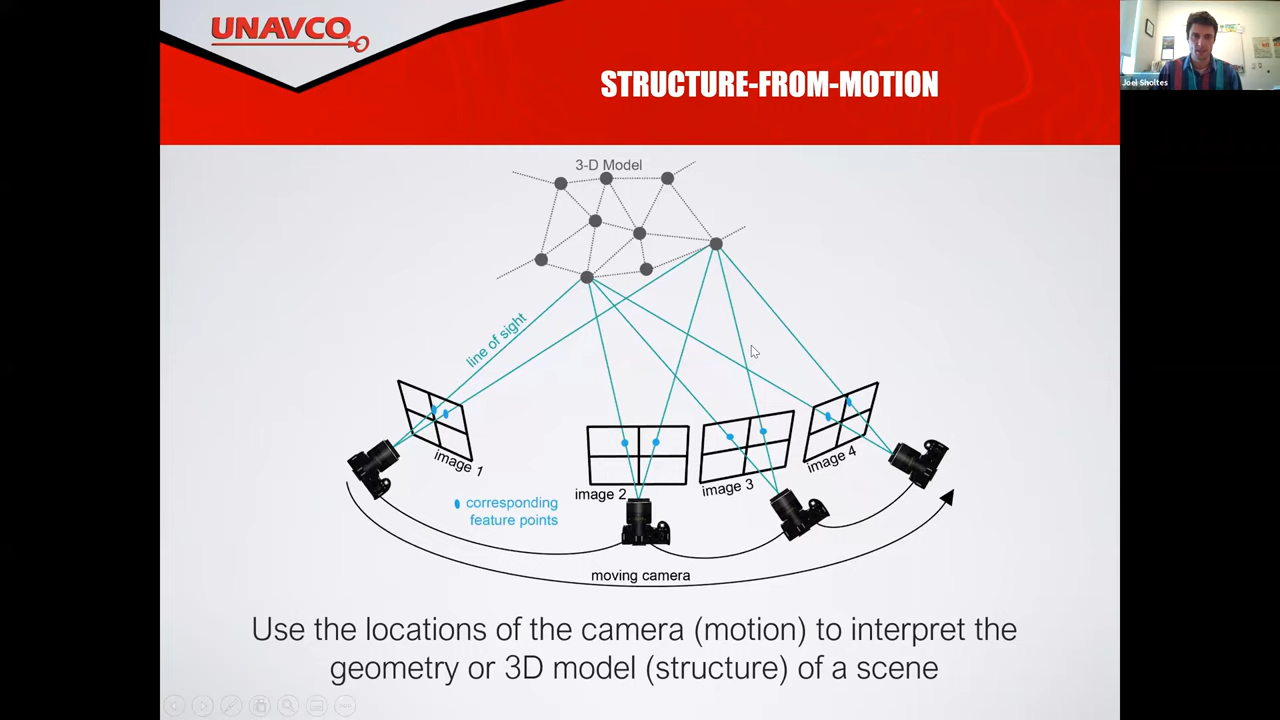 UNAVCO
STRUCTURE-FROM-MOTION
Joel Sholtes
3-D Model
line of sight
image 1
image 2
image 3
image 4
corresponding
feature points
moving camera
Use the locations of the camera (motion) to interpret the
geometry or 3D model (structure) of a scene